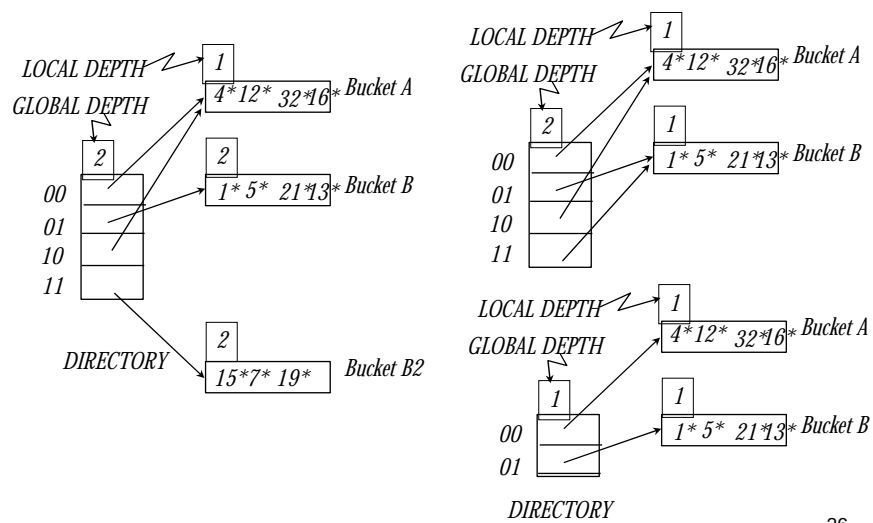 LOCAL DEPTH
1
4* 12* 32* 16* Bucket A
GLOBAL DEPTH
2
2
1* 5* 21* 13* Bucket B
00
01
10
11
2
DIRECTORY
15* 7* 19* Bucket B2
LOCAL DEPTH
1
4* 12* 32* 16* Bucket A
GLOBAL DEPTH
2
1
1* 5* 21* 13* Bucket B
00
01
10
11
LOCAL DEPTH
1
4* 12* 32* 16* Bucket A
GLOBAL DEPTH
1
1
1* 5* 21* 13* Bucket B
00
01
DIRECTORY